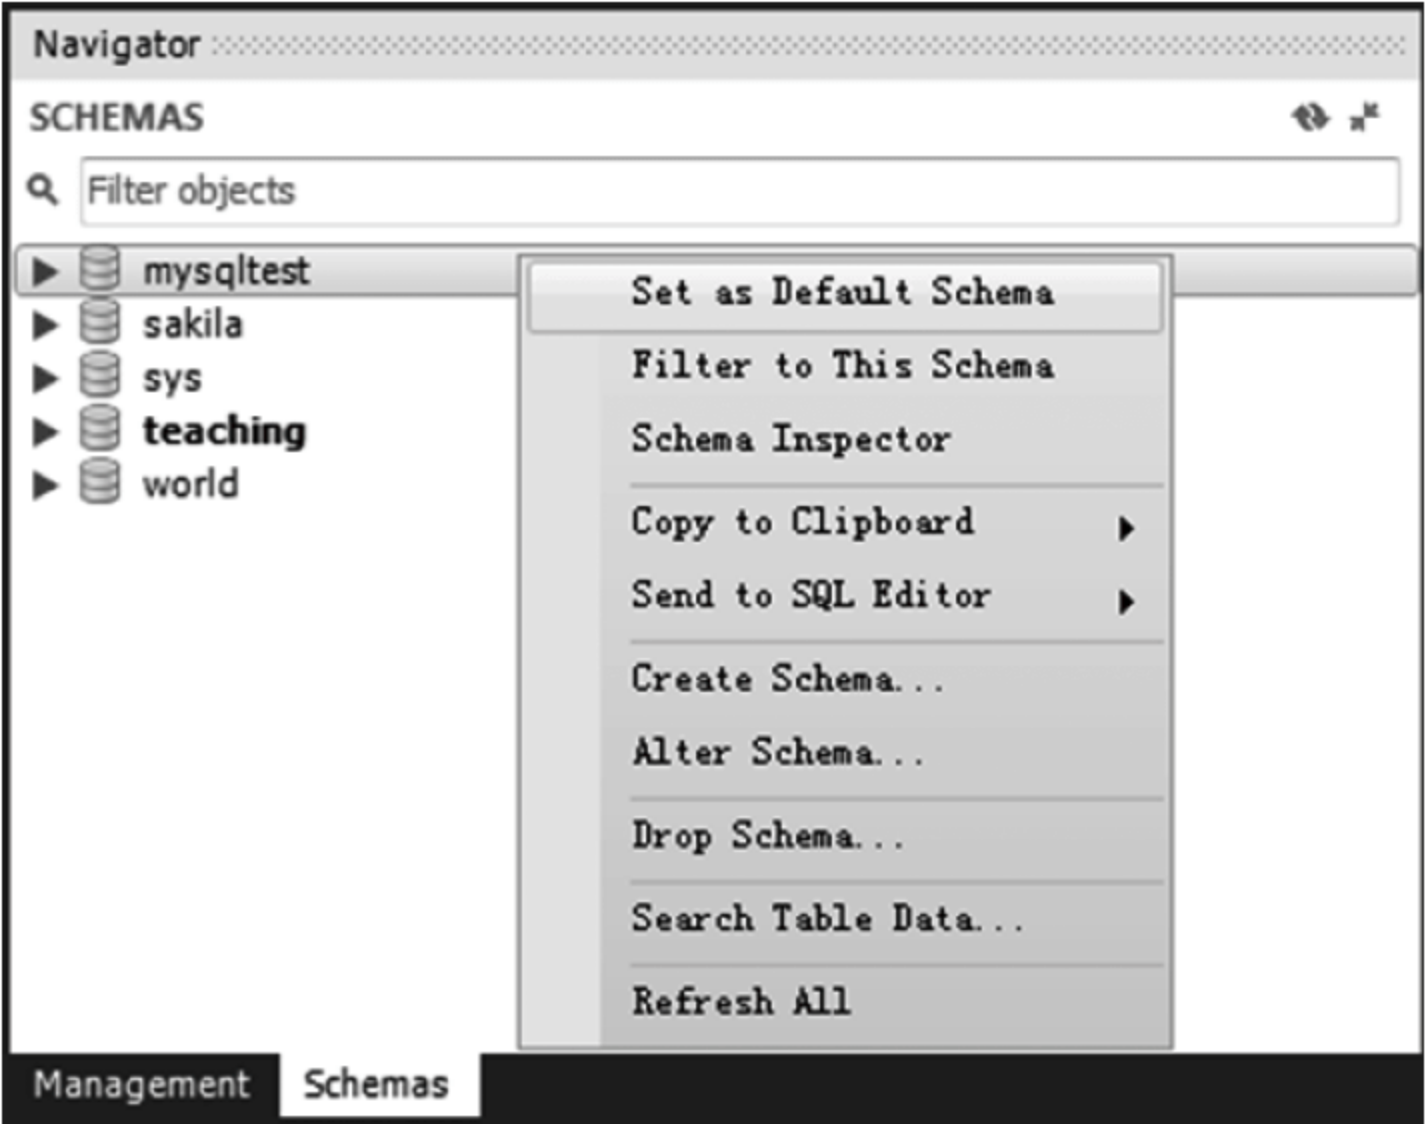 Navigator
SCHEMAS
Filter objects
mysqltest
sakila
sys
teaching
world
Set as Default Schema
Filter to This Schema
Schema Inspector
Copy to Clipboard
Send to SQL Editor
Create Schema...
Alter Schema...
Drop Schema...
Search Table Data...
Refresh All
Management Schemas